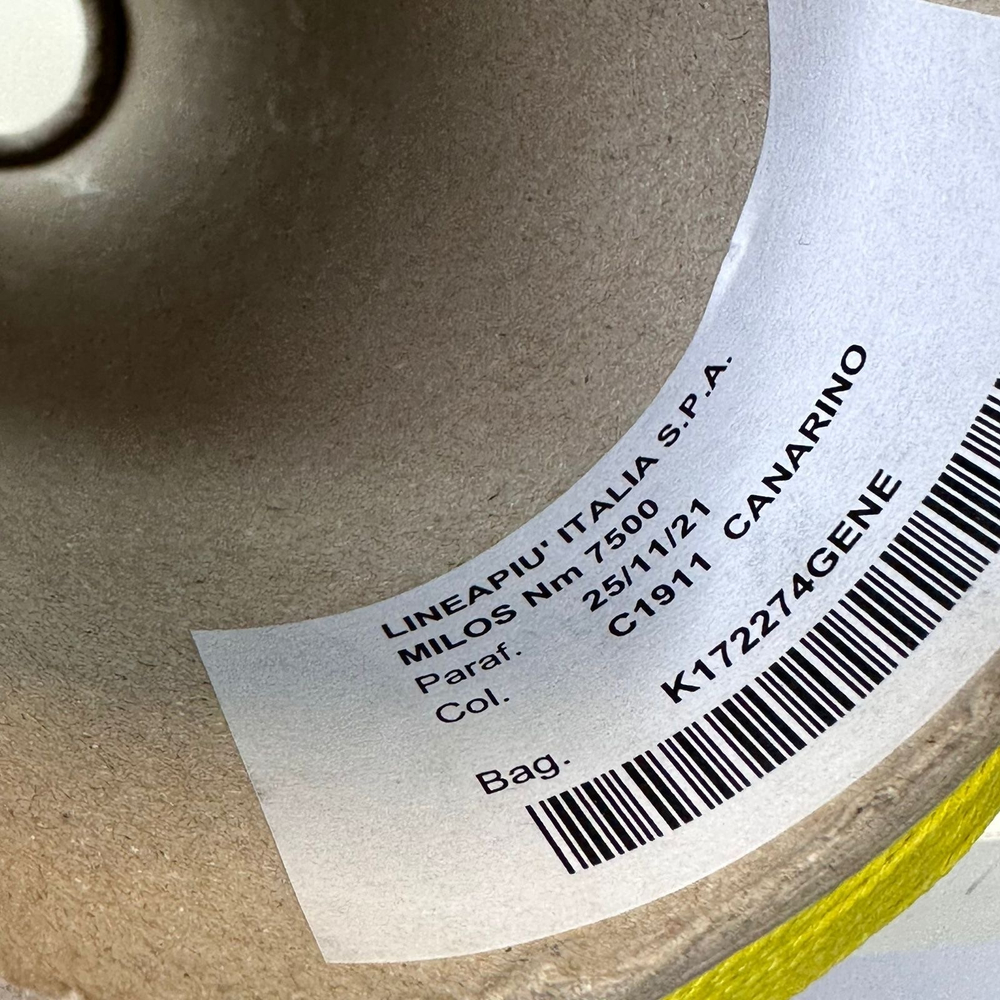 LINEAPIU' ITALIA S.P.A.
MILOS Nm 7500
Paraf. 25/11/21
Col. C1911 CANARINO
Bag. K172274GENE